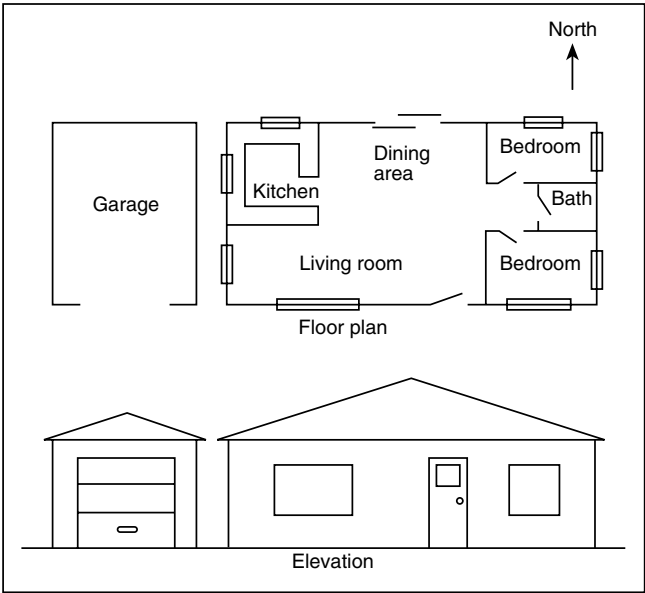 North
Dining
area
Bedroom
Kitchen
Bath
Garage
Living room
Bedroom
Floor plan
Elevation